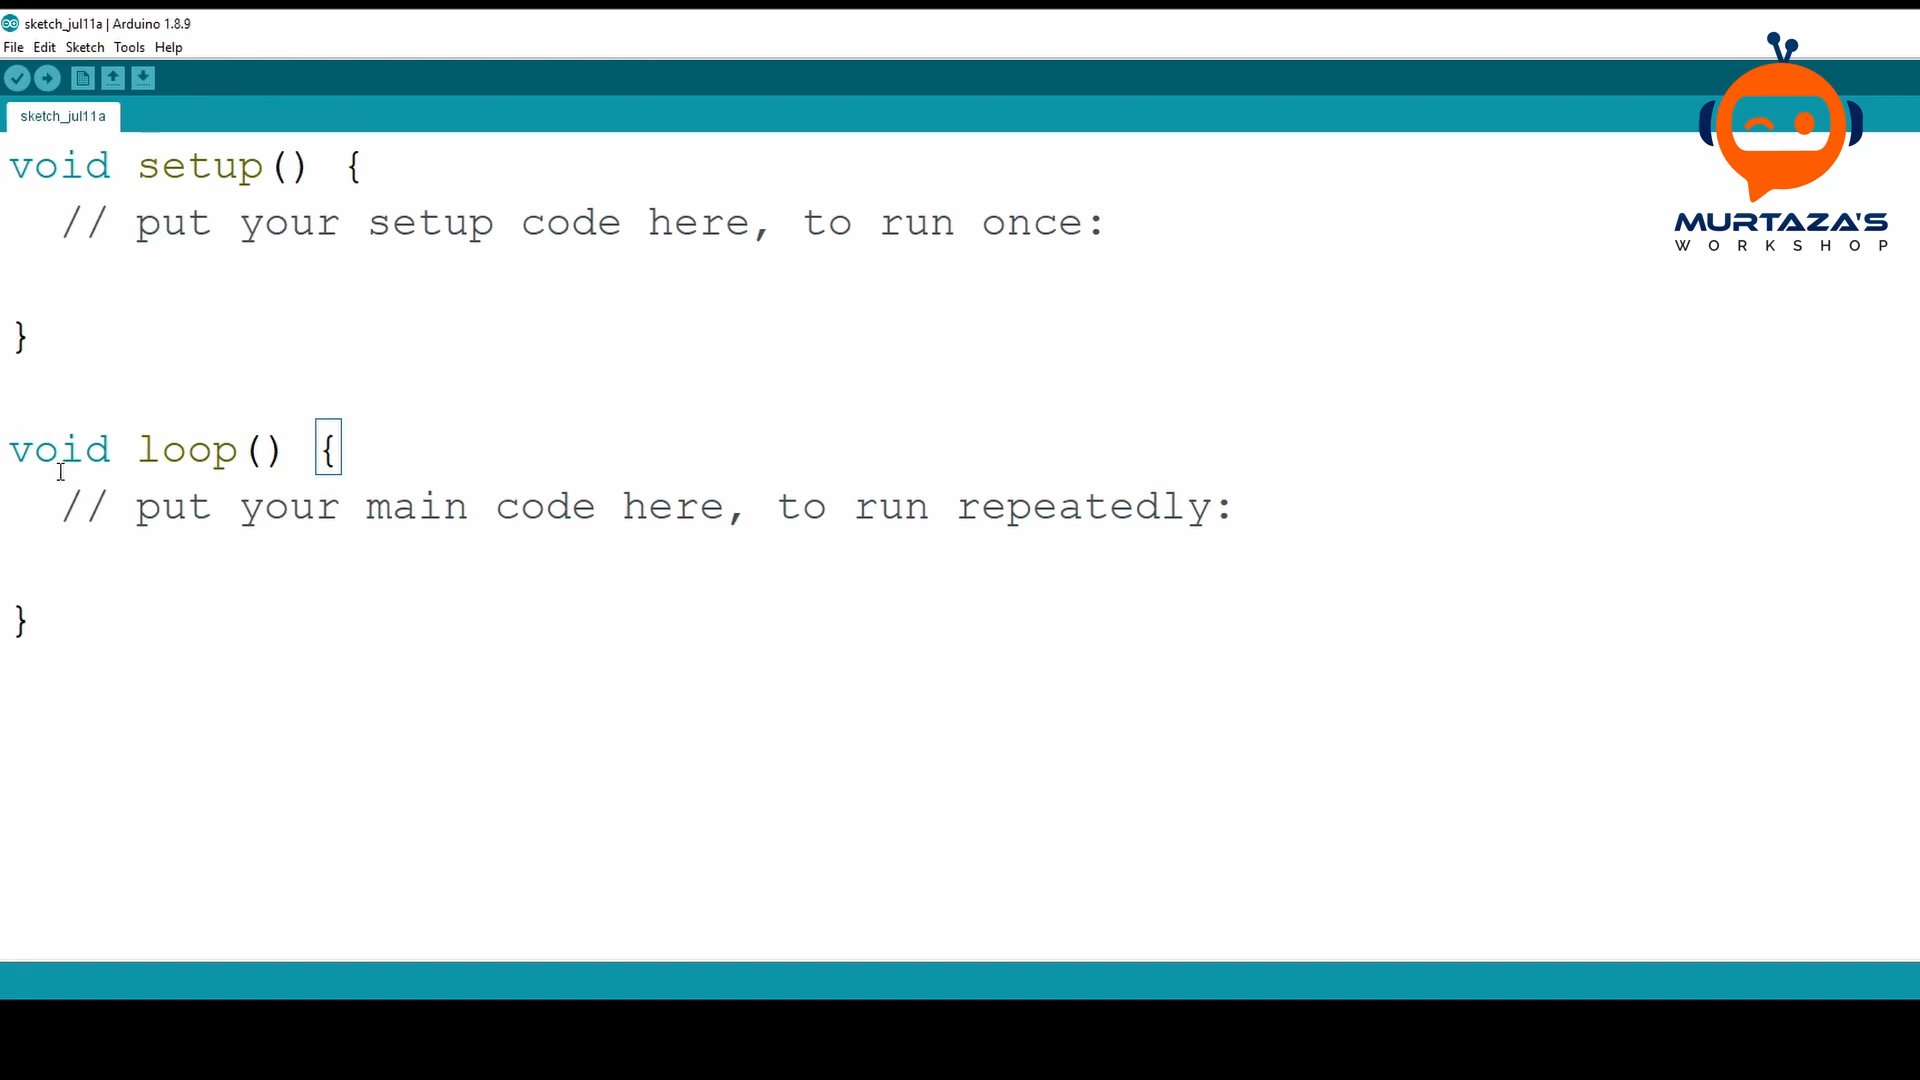 sketch_jul11a | Arduino 1.8.9
File Edit Sketch Tools Help
sketch_jul11a
void setup() {
// put your setup code here, to run once:
}
void loop() {
// put your main code here, to run repeatedly:
}
MURTAZA'S
WORKSHOP